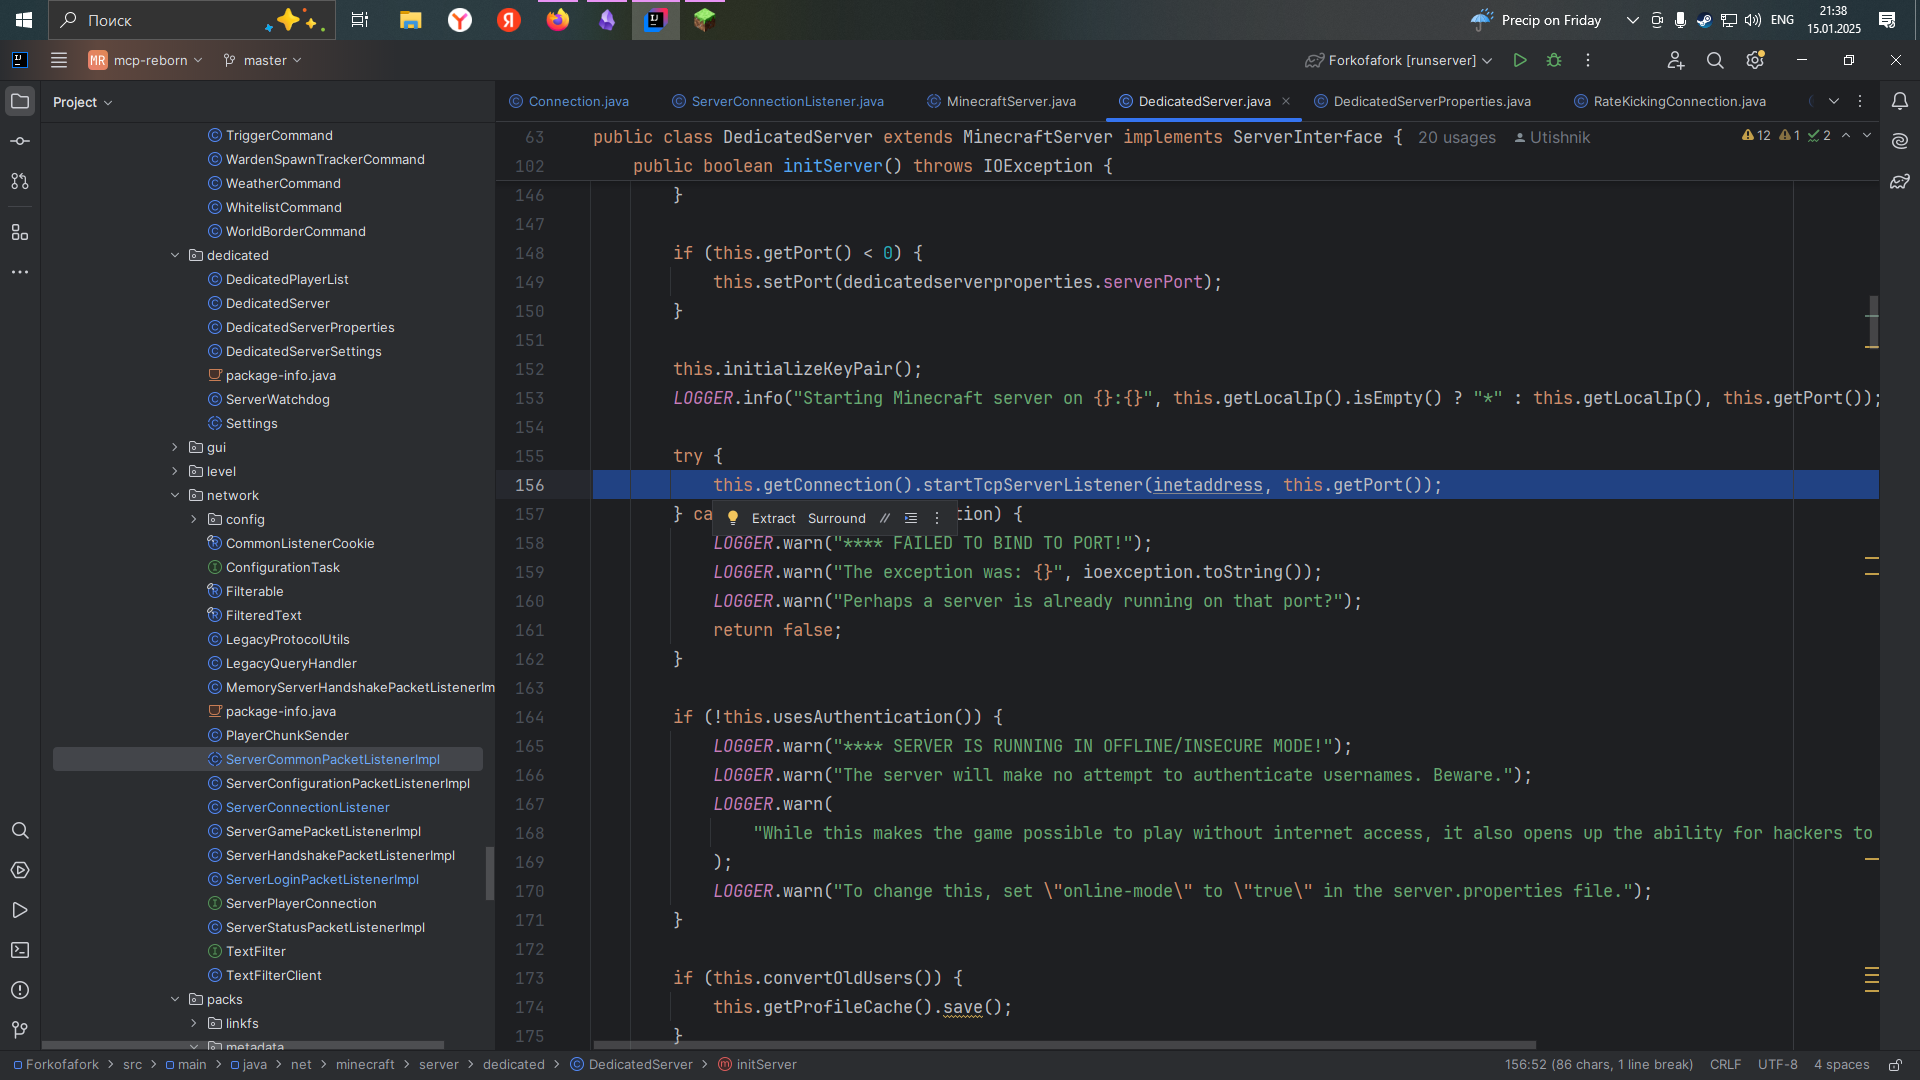 Поиск
Precip on Friday
ENG
21:38
15.01.2025
MR
mcp-reborn
master
Forkofafork [runserver]
Project
TriggerCommand
WardenSpawnTrackerCommand
WeatherCommand
WhitelistCommand
WorldBorderCommand
dedicated
DedicatedPlayerList
DedicatedServer
DedicatedServerProperties
DedicatedServerSettings
package-info.java
ServerWatchdog
Settings
gui
level
network
config
CommonListenerCookie
ConfigurationTask
Filterable
FilteredText
LegacyProtocolUtils
LegacyQueryHandler
MemoryServerHandshakePacketListenerIm
package-info.java
PlayerChunkSender
ServerCommonPacketListenerImpl
ServerConfigurationPacketListenerImpl
ServerConnectionListener
ServerGamePacketListenerImpl
ServerHandshakePacketListenerImpl
ServerLoginPacketListenerImpl
ServerPlayerConnection
ServerStatusPacketListenerImpl
TextFilter
TextFilterClient
packs
linkfs
metadata
Connection.java
ServerConnectionListener.java
MinecraftServer.java
DedicatedServer.java
DedicatedServerProperties.java
RateKickingConnection.java
63 public class DedicatedServer extends MinecraftServer implements ServerInterface { 20 usages Utishnik
12 1 2
102 public boolean initServer() throws IOException {
146 }
147
148 if (this.getPort() < 0) {
149 this.setPort(dedicatedserverproperties.serverPort);
150 }
151
152 this.initializeKeyPair();
153 LOGGER.info("Starting Minecraft server on {}:{}", this.getLocalIp().isEmpty() ? "*" : this.getLocalIp(), this.getPort());
154
155 try {
156 this.getConnection().startTcpServerListener(inetaddress, this.getPort());
157 } ca tion) {
Extract Surround //
158 LOGGER.warn("**** FAILED TO BIND TO PORT!");
159 LOGGER.warn("The exception was: {}", ioexception.toString());
160 LOGGER.warn("Perhaps a server is already running on that port?");
161 return false;
162 }
163
164 if (!this.usesAuthentication()) {
165 LOGGER.warn("**** SERVER IS RUNNING IN OFFLINE/INSECURE MODE!");
166 LOGGER.warn("The server will make no attempt to authenticate usernames. Beware.");
167 LOGGER.warn(
168 "While this makes the game possible to play without internet access, it also opens up the ability for hackers to
169 );
170 LOGGER.warn("To change this, set \"online-mode\" to \"true\" in the server.properties file.");
171 }
172
173 if (this.convertOldUsers()) {
174 this.getProfileCache().save();
175 }
Forkofafork > src > main > java > net > minecraft > server > dedicated > DedicatedServer > initServer
156:52 (86 chars, 1 line break) CRLF UTF-8 4 spaces